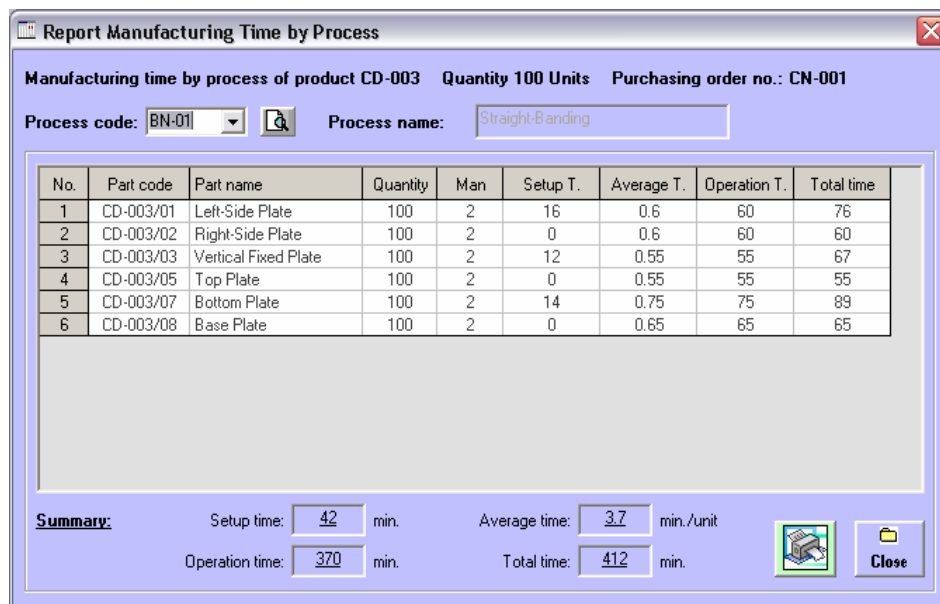 Report Manufacturing Time by Process
Manufacturing time by process of product CD-003 Quantity 100 Units Purchasing order no.: CN-001
Process code: BN-01 Process name: Straight-Banding
No. Part code Part name Quantity Man Setup T. Average T. Operation T. Total time
1 CD-003/01 Left-Side Plate 100 2 16 0.6 60 76
2 CD-003/02 Right-Side Plate 100 2 0 0.6 60 60
3 CD-003/03 Vertical Fixed Plate 100 2 12 0.55 55 67
4 CD-003/05 Top Plate 100 2 0 0.55 55 55
5 CD-003/07 Bottom Plate 100 2 14 0.75 75 89
6 CD-003/08 Base Plate 100 2 0 0.65 65 65
Summary: Setup time: 42 min. Average time: 3.7 min./unit
Operation time: 370 min. Total time: 412 min. Close